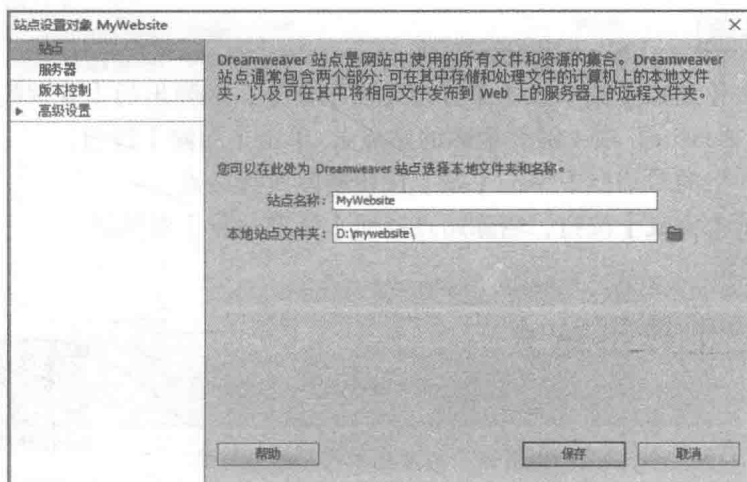 站点设置对象 MyWebsite
站点
服务器
版本控制
高级设置
Dreamweaver 站点是网站中使用的所有文件和资源的集合。Dreamweaver
站点通常包含两个部分：可在其中存储和处理文件的计算机上的本地文件
夹，以及可在其中将相同文件发布到 Web 上的服务器上的远程文件夹。
您可以在此处为 Dreamweaver 站点选择本地文件夹和名称。
站点名称： MyWebsite
本地站点文件夹： D:\mywebsite\
帮助 保存 取消